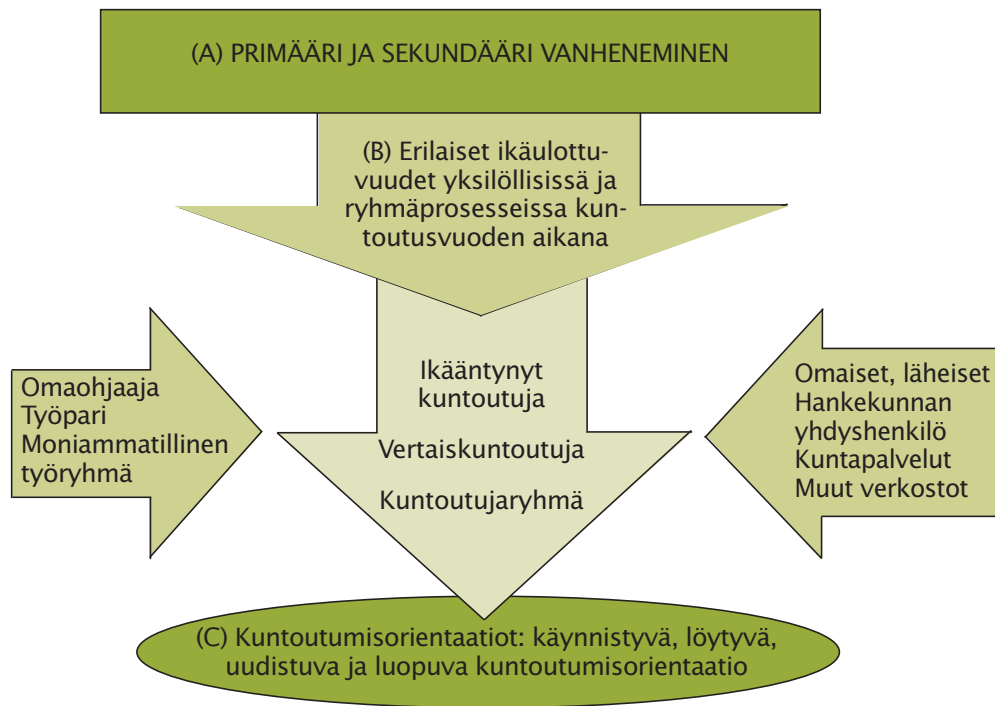 (A) PRIMÄÄRI JA SEKUNDÄÄRI VANHENEMINEN
(B) Erilaiset ikäulottu-
vuudet yksilöllisissä ja
ryhmäprosesseissa kun-
toutusvuoden aikana
Omaohjaaja
Työpari
Moniammatillinen
työryhmä
Ikääntynyt
kuntoutuja
Vertaiskuntoutuja
Kuntoutujaryhmä
Omaiset, läheiset
Hankekunnan
yhdyshenkilö
Kuntapalvelut
Muut verkostot
(C) Kuntoutumisorientaatiot: käynnistyvä, löytyvä,
uudistuva ja luopuva kuntoutumisorientaatio